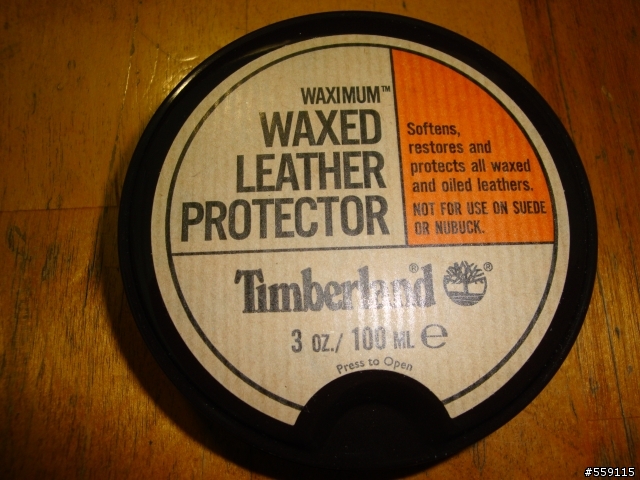 WAXIMUM™
WAXED
LEATHER
PROTECTOR
Softens,
restores and
protects all waxed
and oiled leathers.
NOT FOR USE ON SUEDE
OR NUBUCK.
Timberland® ®
3 OZ./ 100 ML ℮
Press to Open
#559115